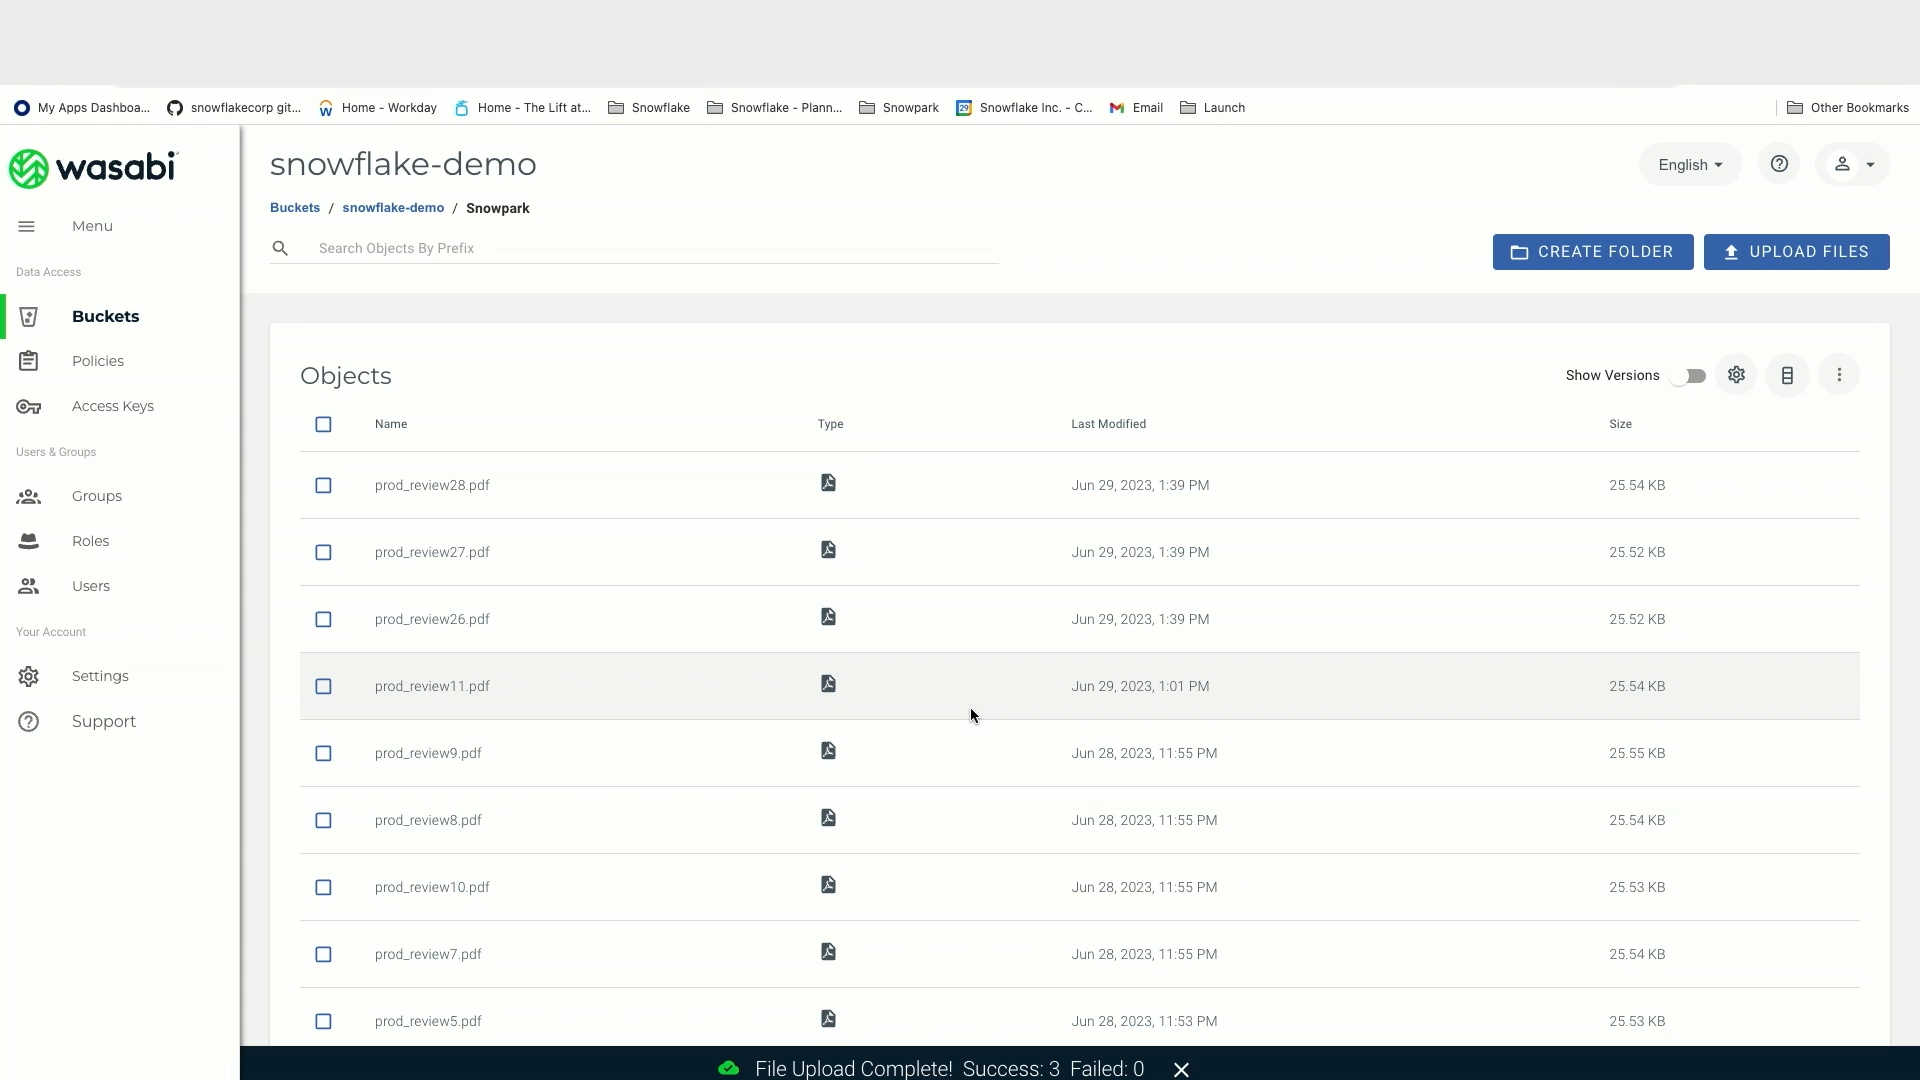 My Apps Dashboa... snowflakecorp git... Home - Workday Home - The Lift at... Snowflake Snowflake - Plann... Snowpark 29 Snowflake Inc. - C... Email Launch Other Bookmarks
wasabi
snowflake-demo
English
Buckets / snowflake-demo / Snowpark
Menu
Search Objects By Prefix
CREATE FOLDER
UPLOAD FILES
Data Access
Buckets
Policies
Access Keys
Users & Groups
Groups
Roles
Users
Your Account
Settings
Support
Objects
Show Versions
Name Type Last Modified Size
prod_review28.pdf Jun 29, 2023, 1:39 PM 25.54 KB
prod_review27.pdf Jun 29, 2023, 1:39 PM 25.52 KB
prod_review26.pdf Jun 29, 2023, 1:39 PM 25.52 KB
prod_review11.pdf Jun 29, 2023, 1:01 PM 25.54 KB
prod_review9.pdf Jun 28, 2023, 11:55 PM 25.55 KB
prod_review8.pdf Jun 28, 2023, 11:55 PM 25.54 KB
prod_review10.pdf Jun 28, 2023, 11:55 PM 25.53 KB
prod_review7.pdf Jun 28, 2023, 11:55 PM 25.54 KB
prod_review5.pdf Jun 28, 2023, 11:53 PM 25.53 KB
File Upload Complete! Success: 3 Failed: 0